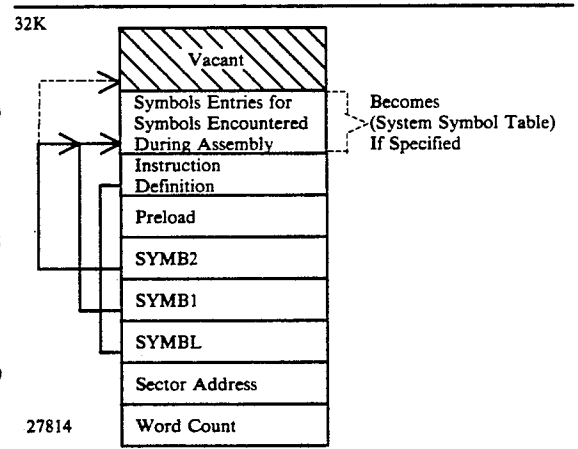 32K
Vacant
Symbols Entries for
Symbols Encountered
During Assembly
Becomes
(System Symbol Table)
If Specified
Instruction
Definition
Preload
SYMB2
SYMB1
SYMBL
Sector Address
27814
Word Count